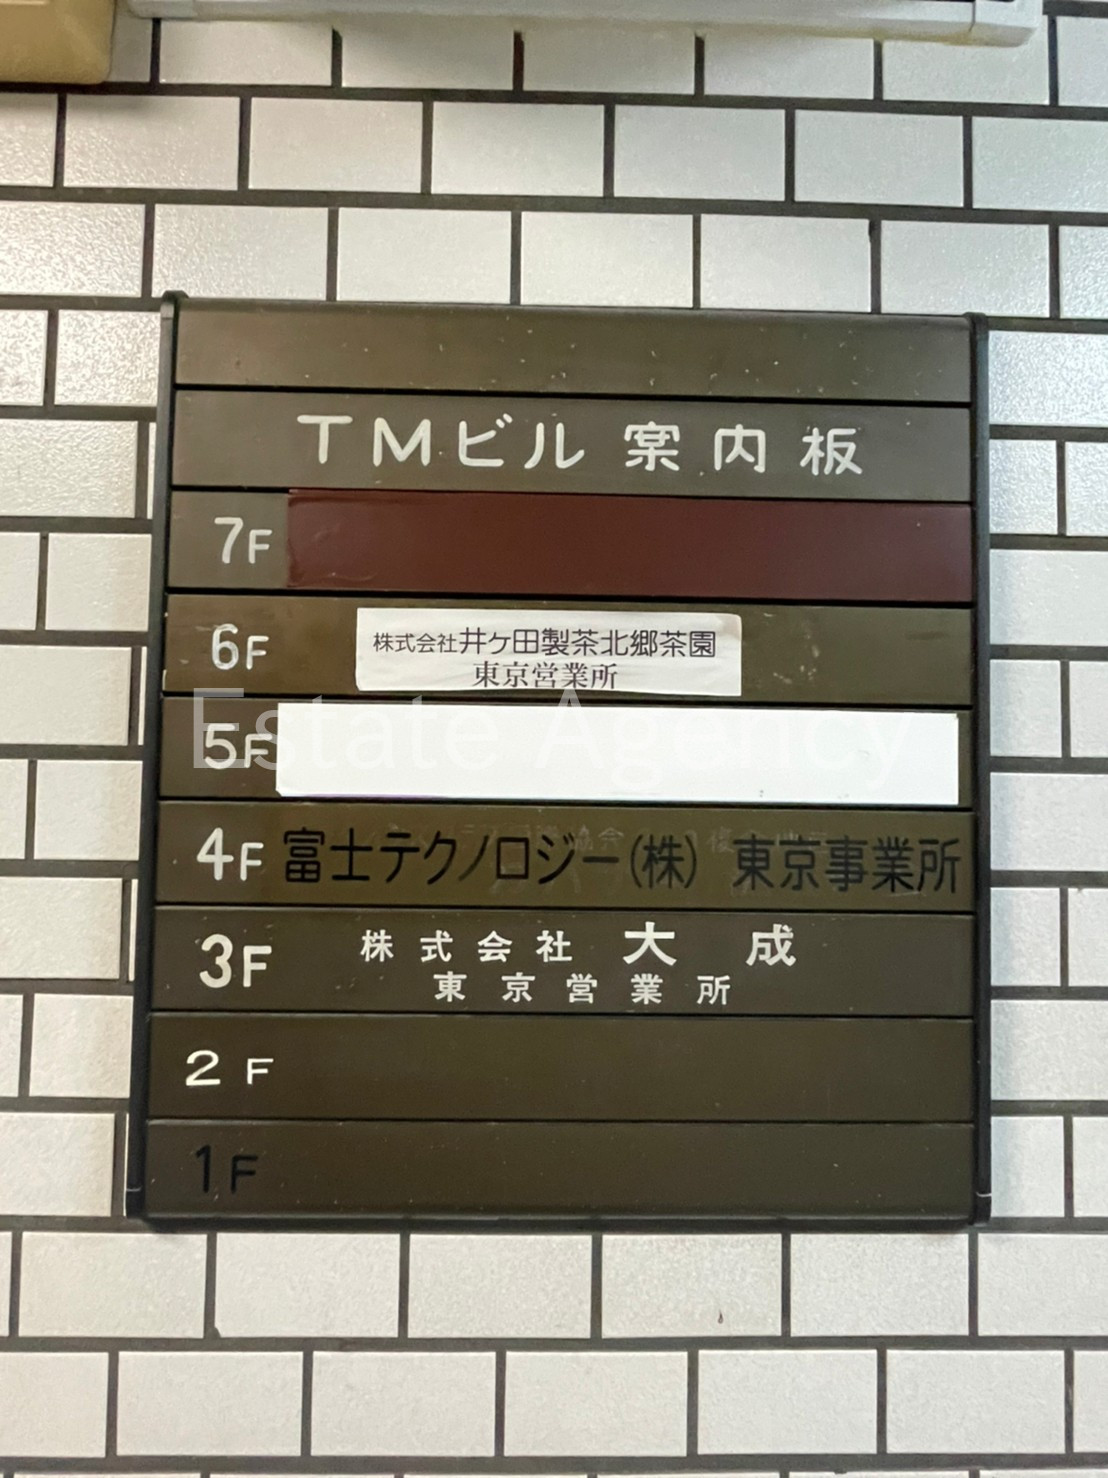 TMビル 案内板
7F
6F 株式会社井ヶ田製茶北郷茶園
東京営業所
5F
4F 富士テクノロジー(株) 東京事業所
3F 株式会社 大成
東京営業所
2F
1F
Estate Agency